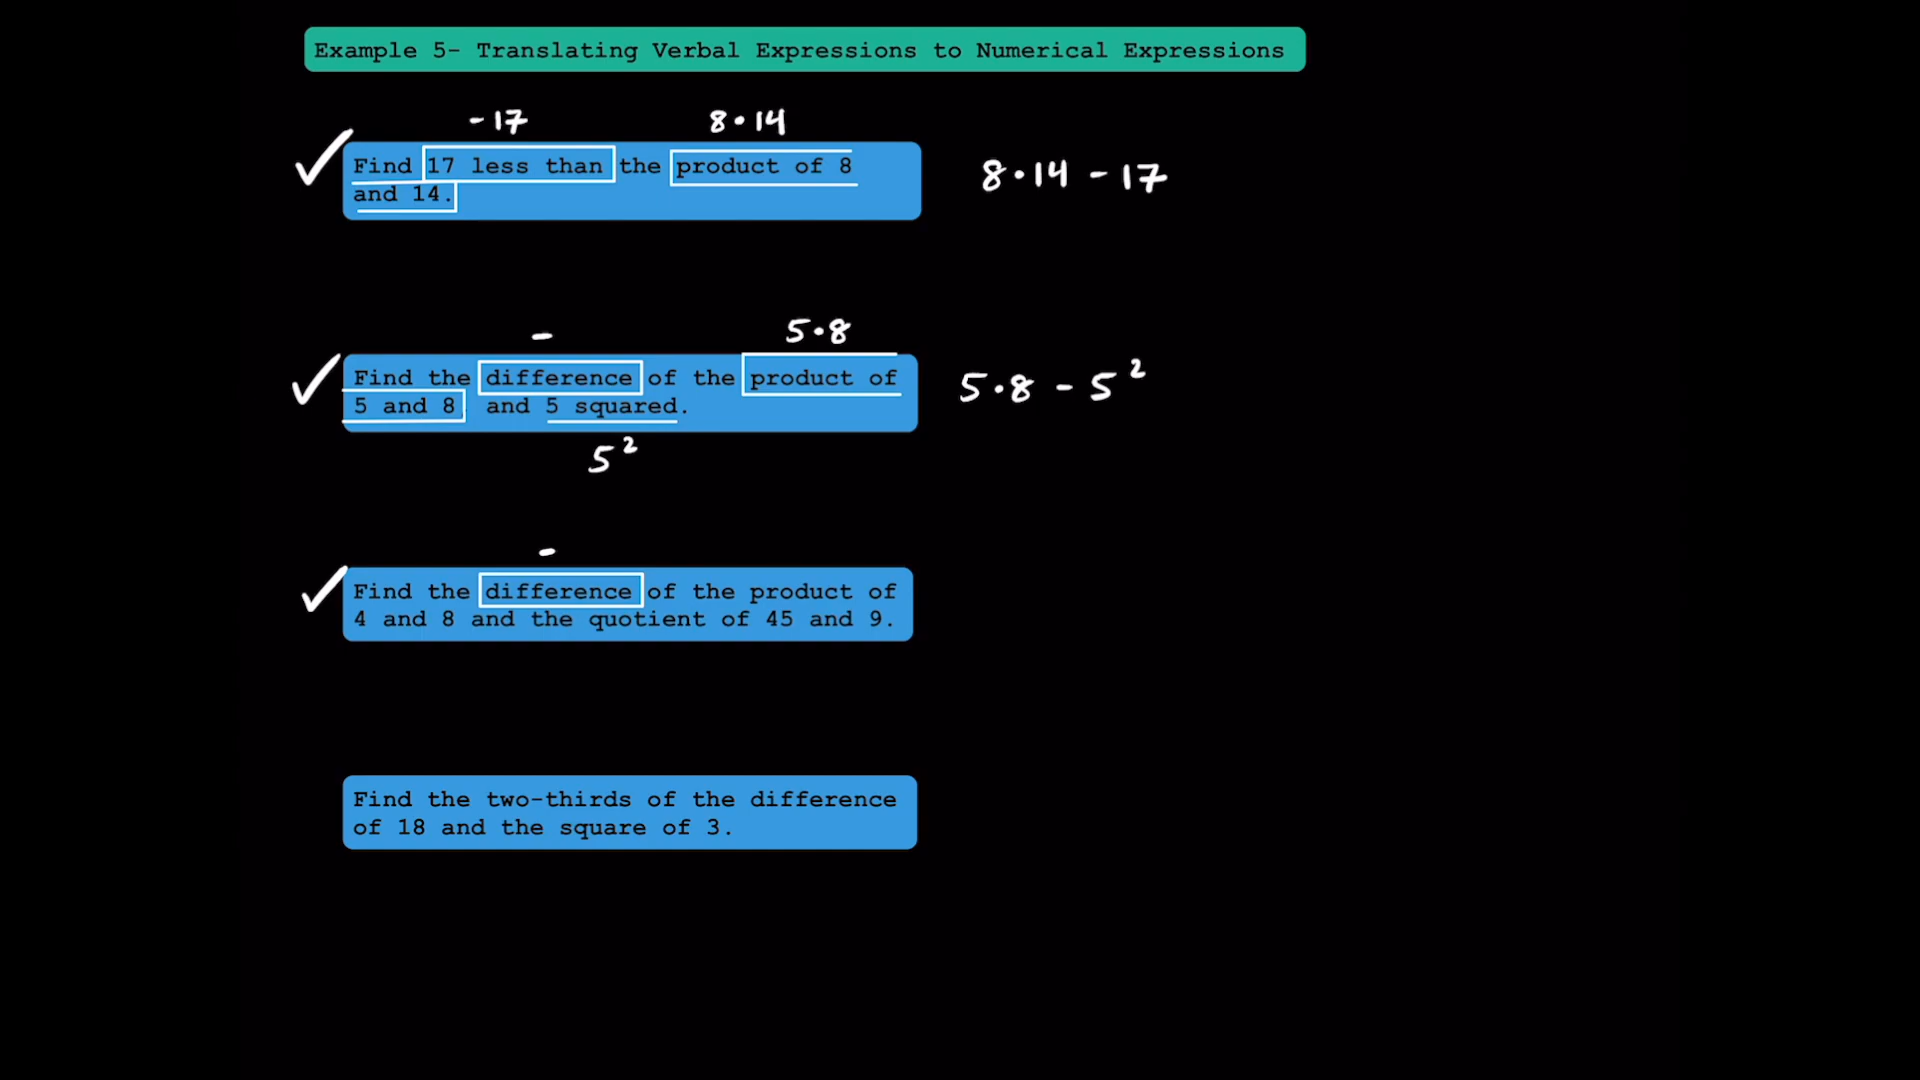 Example 5- Translating Verbal Expressions to Numerical Expressions
-17 8·14
Find 17 less than the product of 8
and 14.
8·14 - 17
- 5·8
Find the difference of the product of
5 and 8 and 5 squared.
5·8 - 5²
5²
-
Find the difference of the product of
4 and 8 and the quotient of 45 and 9.
Find the two-thirds of the difference
of 18 and the square of 3.